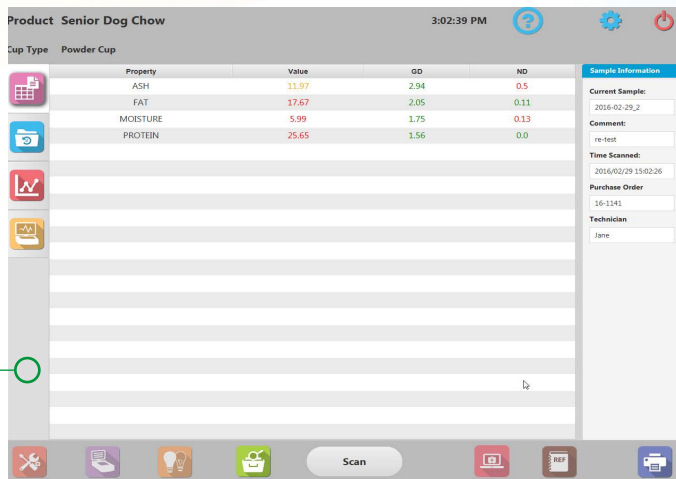 Product Senior Dog Chow 3:02:39 PM ?
Cup Type Powder Cup
Property Value GD ND
ASH 11.97 2.94 0.5
FAT 17.67 2.05 0.11
MOISTURE 5.99 1.75 0.13
PROTEIN 25.65 1.56 0.0
Sample Information
Current Sample:
2016-02-29_2
Comment:
re-test
Time Scanned:
2016/02/29 15:02:26
Purchase Order
16-1141
Technician
Jane
Scan
REF